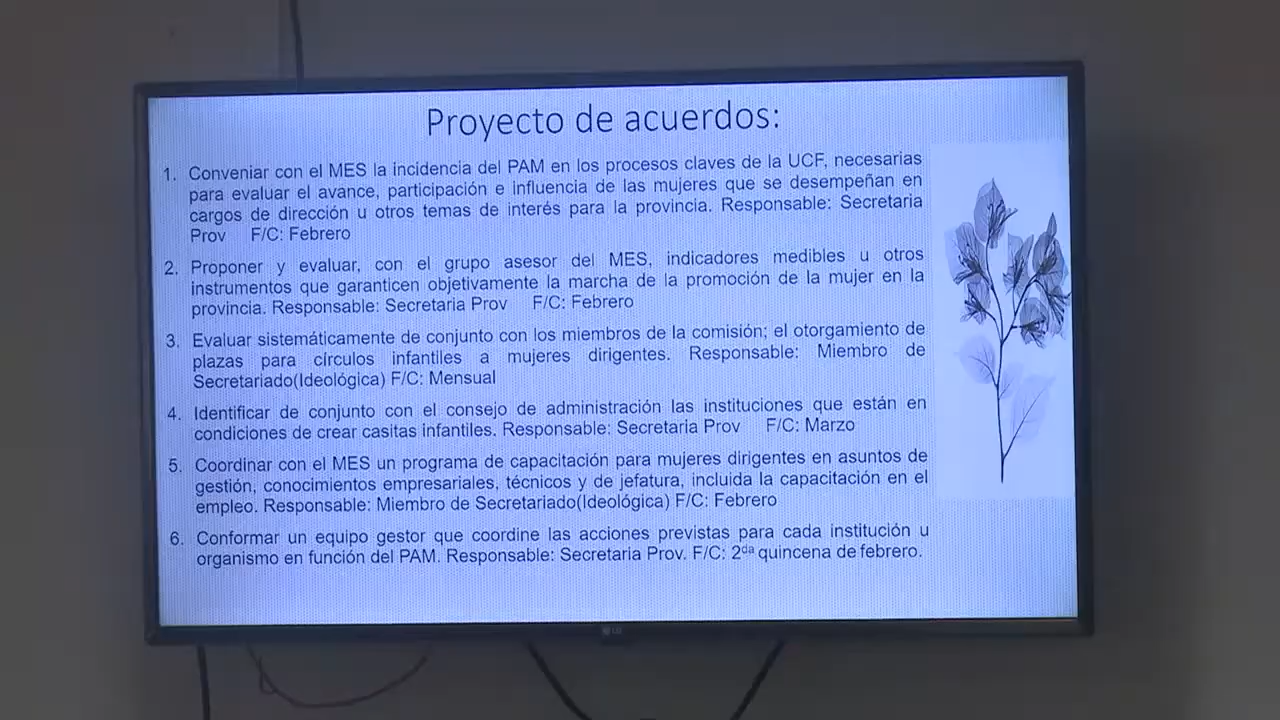 Proyecto de acuerdos:
1. Conveniar con el MES la incidencia del PAM en los procesos claves de la UCF, necesarias
para evaluar el avance, participación e influencia de las mujeres que se desempeñan en
cargos de dirección u otros temas de interés para la provincia. Responsable: Secretaria
Prov F/C: Febrero
2. Proponer y evaluar, con el grupo asesor del MES, indicadores medibles u otros
instrumentos que garanticen objetivamente la marcha de la promoción de la mujer en la
provincia. Responsable: Secretaria Prov F/C: Febrero
3. Evaluar sistemáticamente de conjunto con los miembros de la comisión; el otorgamiento de
plazas para círculos infantiles a mujeres dirigentes. Responsable: Miembro de
Secretariado(Ideológica) F/C: Mensual
4. Identificar de conjunto con el consejo de administración las instituciones que están en
condiciones de crear casitas infantiles. Responsable: Secretaria Prov F/C: Marzo
5. Coordinar con el MES un programa de capacitación para mujeres dirigentes en asuntos de
gestión, conocimientos empresariales, técnicos y de jefatura, incluida la capacitación en el
empleo. Responsable: Miembro de Secretariado(Ideológica) F/C: Febrero
6. Conformar un equipo gestor que coordine las acciones previstas para cada institución u
organismo en función del PAM. Responsable: Secretaria Prov. F/C: 2da quincena de febrero.
LG